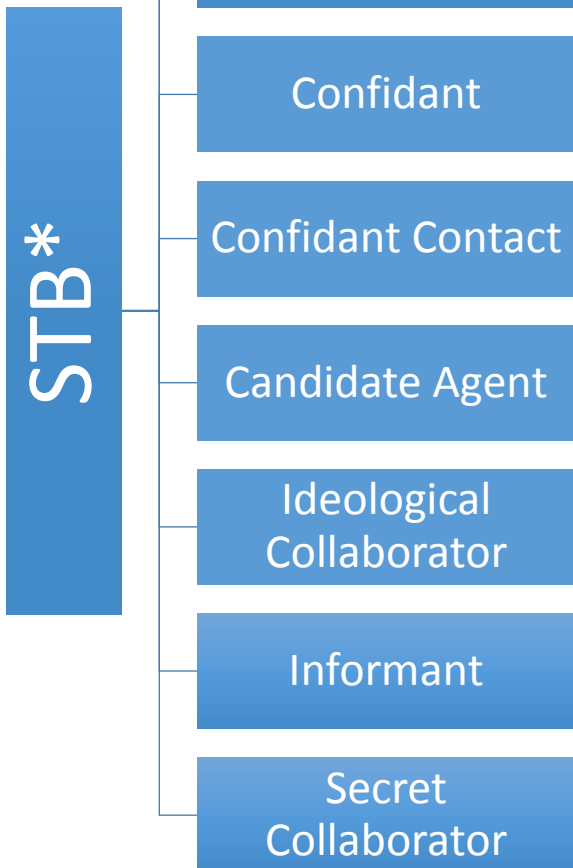 STB*
Confidant
Confidant Contact
Candidate Agent
Ideological
Collaborator
Informant
Secret
Collaborator